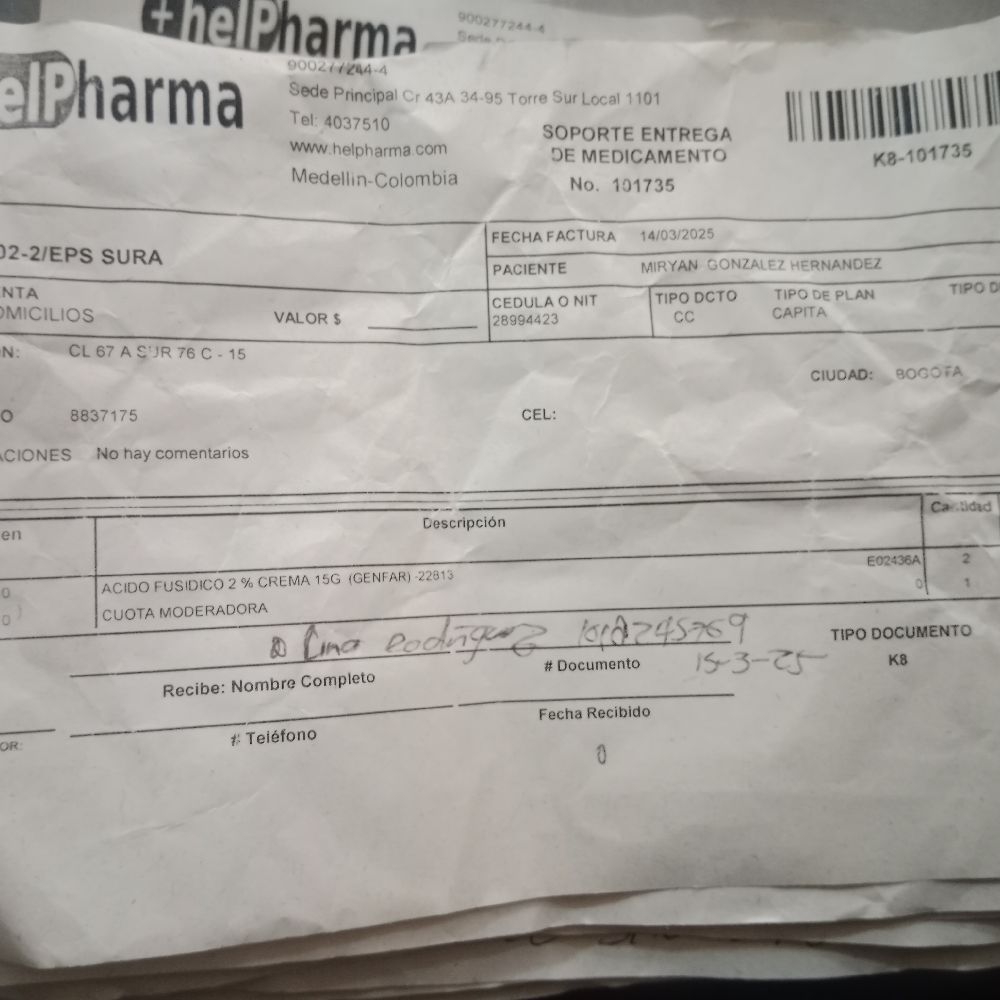 +helPharma
900277244-4
elPharma
900277244-4
Sede Principal Cr 43A 34-95 Torre Sur Local 1101
Tel: 4037510
www.helpharma.com
Medellin-Colombia
SOPORTE ENTREGA
DE MEDICAMENTO
No. 101735
K8-101735
02-2/EPS SURA
FECHA FACTURA 14/03/2025
PACIENTE MIRYAN GONZALEZ HERNANDEZ
NTA
OMICILIOS VALOR $
CEDULA O NIT TIPO DCTO TIPO DE PLAN TIPO D
28994423 CC CAPITA
N: CL 67 A SUR 76 C - 15
CIUDAD: BOGOTA
O 8837175 CEL:
ACIONES No hay comentarios
en Descripción Cantidad
0 ACIDO FUSIDICO 2 % CREMA 15G (GENFAR) -22813 E02436A 2
0 CUOTA MODERADORA 0 1
Rodriguez
Recibe: Nombre Completo # Documento 15-3-25 TIPO DOCUMENTO
K8
OR: # Teléfono Fecha Recibido
0